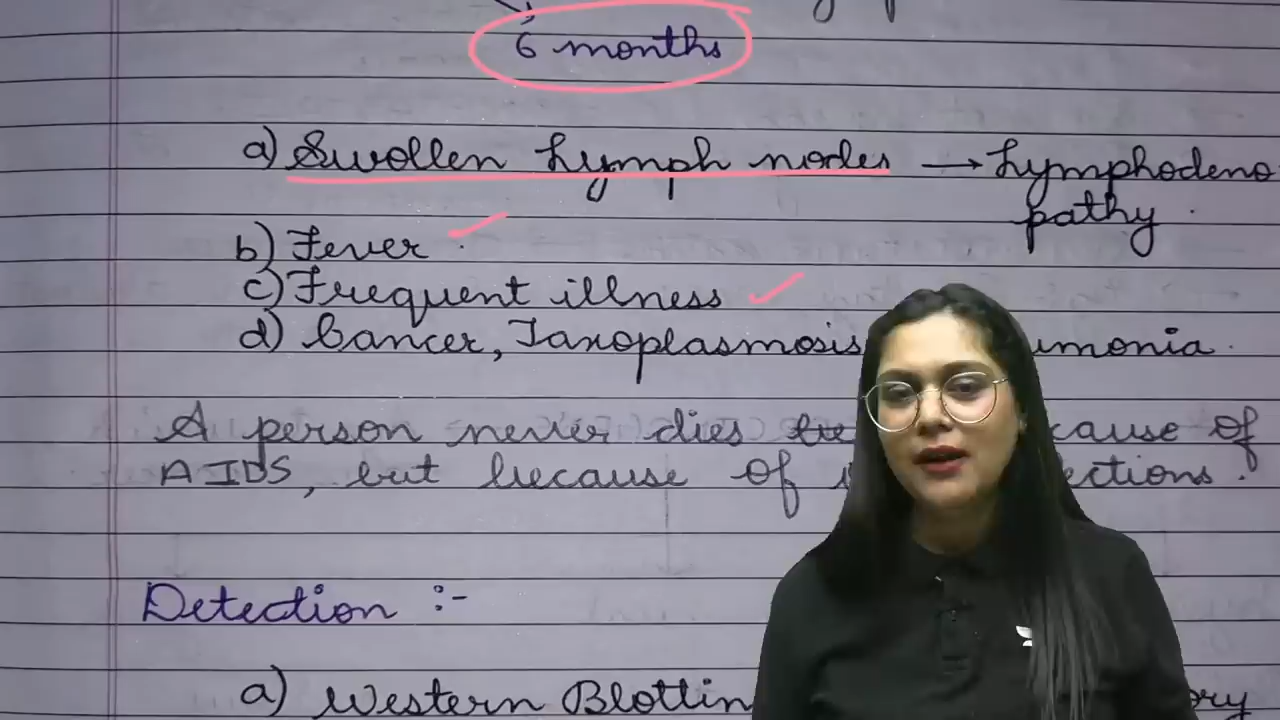 6 months
a) Swollen Lymph nodes → Lymphodeno
pathy.
b) Fever.
c) Frequent illness
d) Cancer, Taxoplasmosis
A person never dies of
AIDS, but because of
Detection :-
a) Western